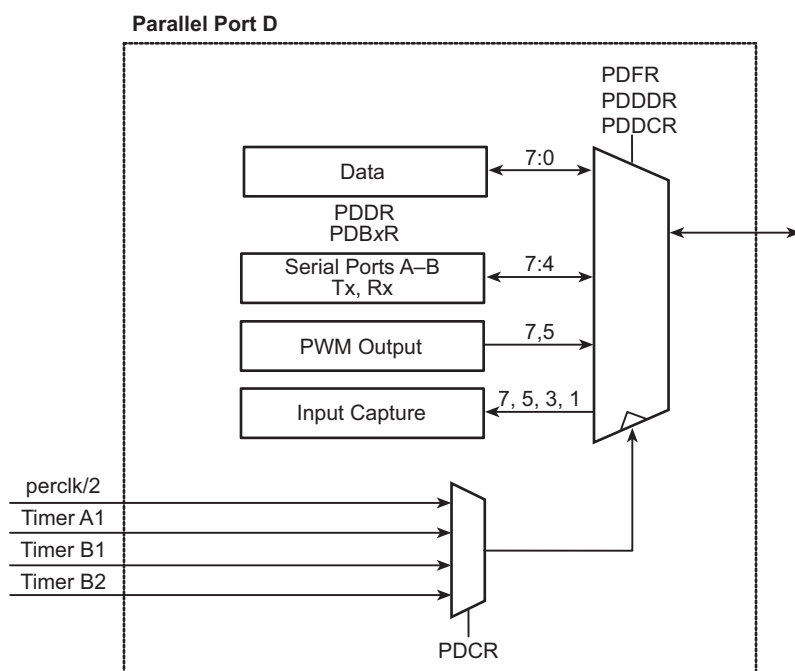 Parallel Port D
PDFR
PDDDR
PDDCR
Data
7:0
PDDR
PDBxR
Serial Ports A–B
Tx, Rx
7:4
PWM Output
7,5
Input Capture
7, 5, 3, 1
perclk/2
Timer A1
Timer B1
Timer B2
PDCR